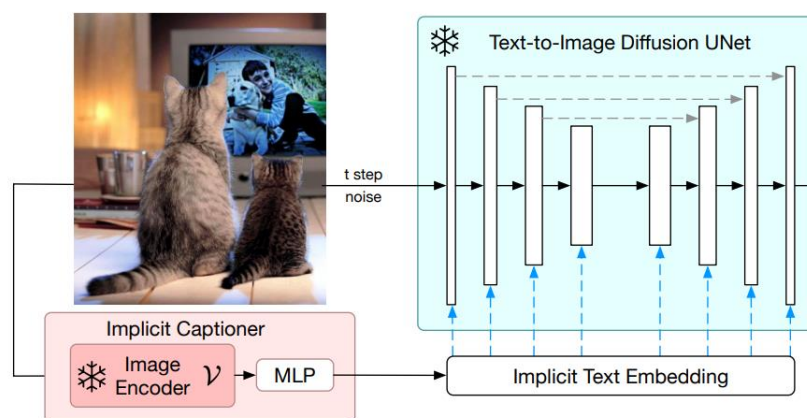 Text-to-Image Diffusion UNet
t step
noise
Implicit Captioner
Image
Encoder 𝒱
MLP
Implicit Text Embedding